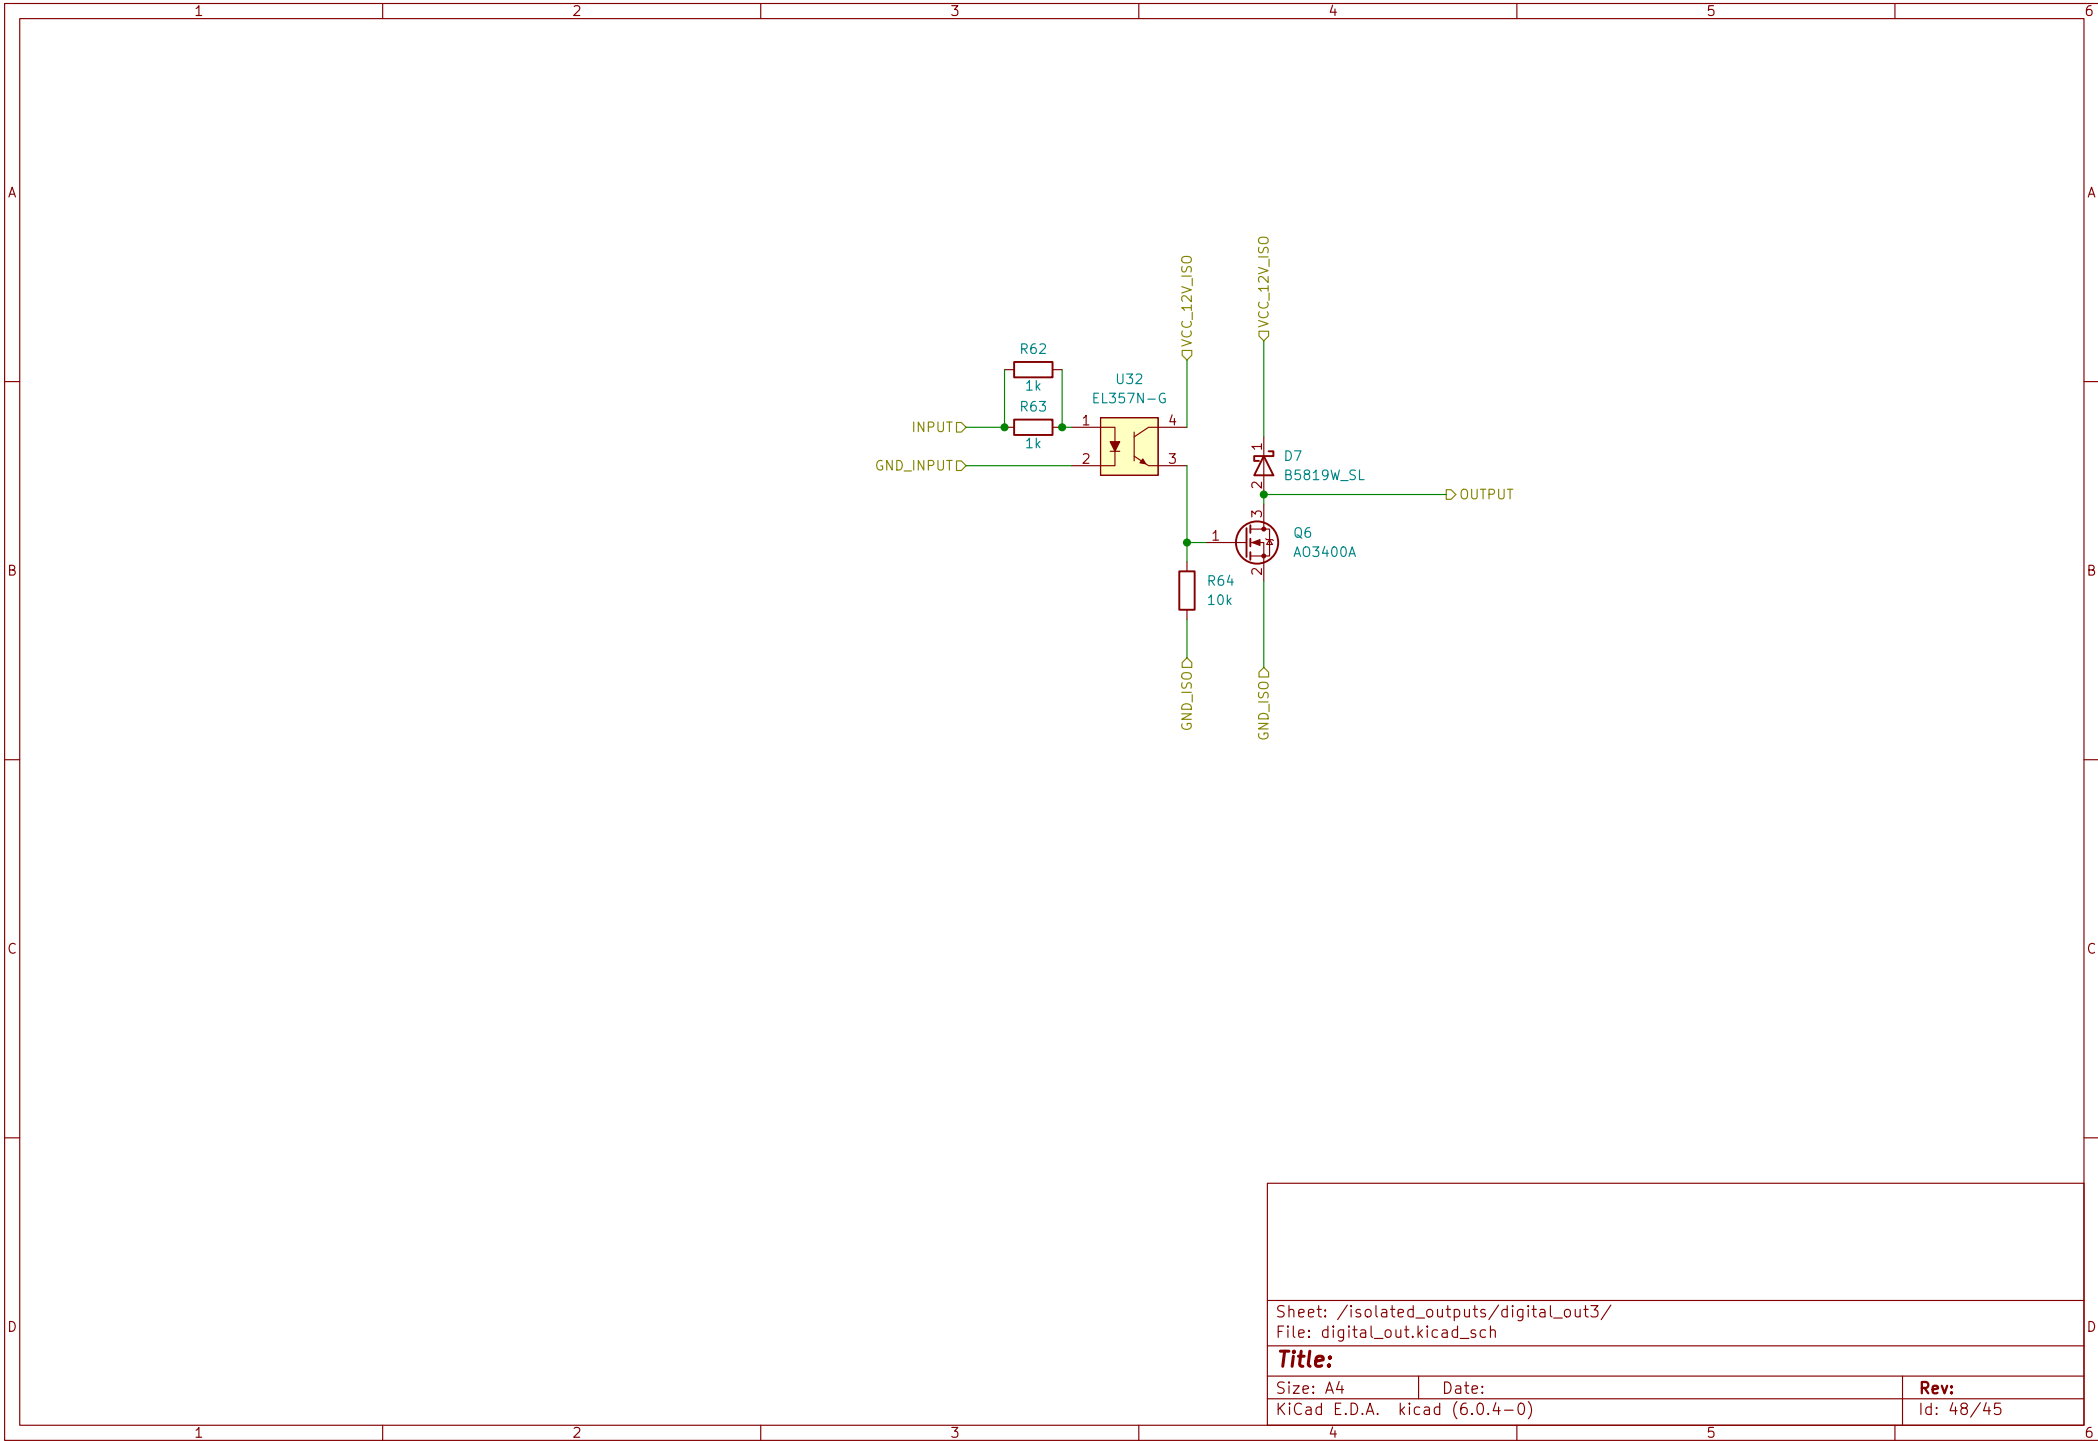 1 2 3 4 5 6
A A
VCC_12V_ISO
VCC_12V_ISO
R62
1k
R63
1k
U32
EL357N-G
INPUT
1 4
GND_INPUT
2 3
1
D7
B5819W_SL
2
OUTPUT
3
1
Q6
AO3400A
2
B B
R64
10k
GND_ISO
GND_ISO
C C
D D
Sheet: /isolated_outputs/digital_out3/
File: digital_out.kicad_sch
Title:
Size: A4 Date: Rev:
KiCad E.D.A. kicad (6.0.4-0) Id: 48/45
1 2 3 4 5 6